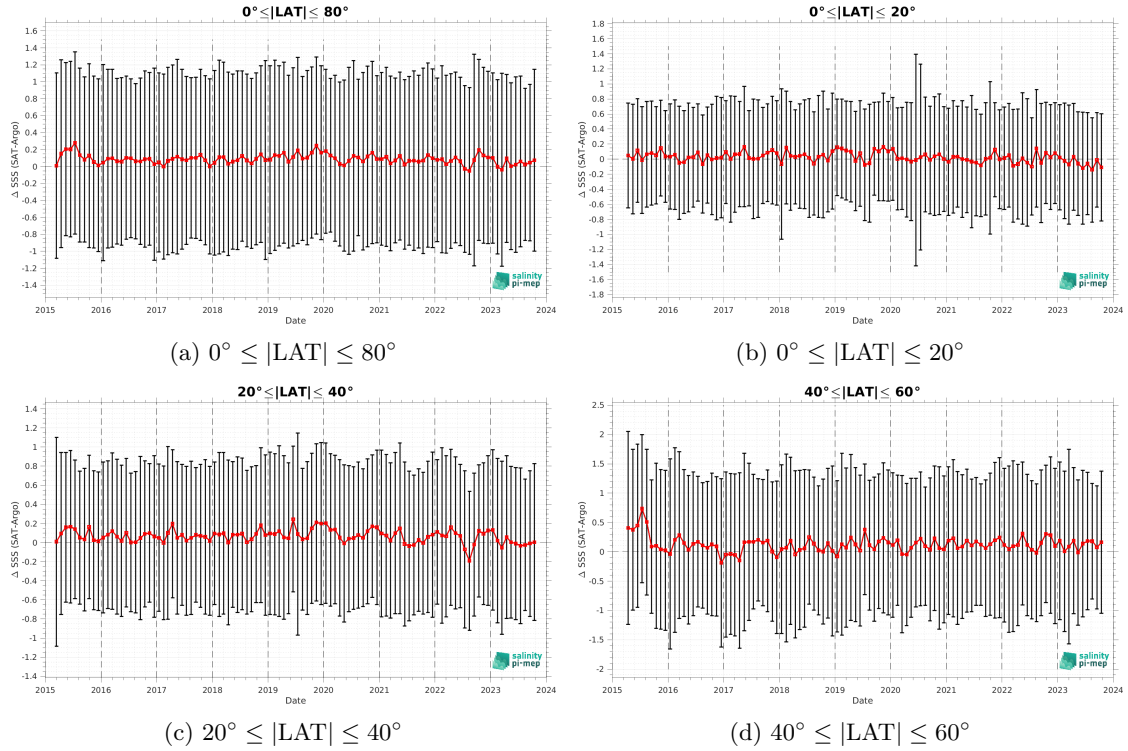 0°≤|LAT|≤ 80°
Δ SSS (SAT-Argo)
1.6
1.4
1.2
1
0.8
0.6
0.4
0.2
0
-0.2
-0.4
-0.6
-0.8
-1
-1.2
-1.4
2015 2016 2017 2018 2019 2020 2021 2022 2023 2024
Date
salinity
pi-mep
(a) 0° ≤ |LAT| ≤ 80°
0°≤|LAT|≤ 20°
Δ SSS (SAT-Argo)
1.8
1.6
1.4
1.2
1
0.8
0.6
0.4
0.2
0
-0.2
-0.4
-0.6
-0.8
-1
-1.2
-1.4
-1.6
-1.8
2015 2016 2017 2018 2019 2020 2021 2022 2023 2024
Date
salinity
pi-mep
(b) 0° ≤ |LAT| ≤ 20°
20°≤|LAT|≤ 40°
Δ SSS (SAT-Argo)
1.4
1.2
1
0.8
0.6
0.4
0.2
0
-0.2
-0.4
-0.6
-0.8
-1
-1.2
-1.4
2015 2016 2017 2018 2019 2020 2021 2022 2023 2024
Date
salinity
pi-mep
(c) 20° ≤ |LAT| ≤ 40°
40°≤|LAT|≤ 60°
Δ SSS (SAT-Argo)
2.5
2
1.5
1
0.5
0
-0.5
-1
-1.5
-2
2015 2016 2017 2018 2019 2020 2021 2022 2023 2024
Date
salinity
pi-mep
(d) 40° ≤ |LAT| ≤ 60°